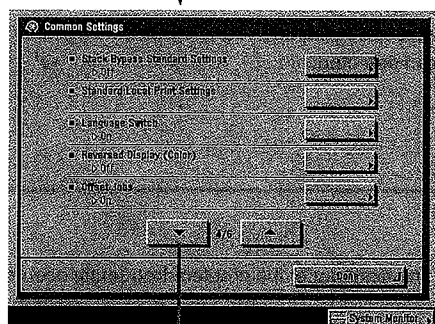 Common Settings
■ Stack Bypass Standard Settings
▷ Off
■ Standard Local Print Settings
■ Language Switch
▷ On
■ Reversed Display (Color)
▷ Off
■ Offset Jobs
▷ On
▼ 4/6 ▲
Done
System Monitor